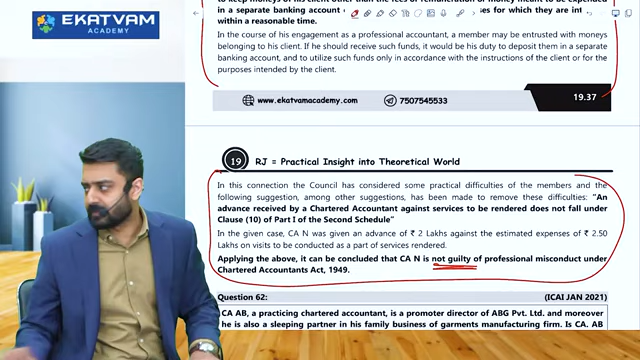 EKATVAM
ACADEMY
to keep moneys of his client other than the fees or remuneration or money meant to be expended
in a separate banking account for which they are
within a reasonable time.
In the course of his engagement as a professional accountant, a member may be entrusted with moneys
belonging to his client. If he should receive such funds, it would be his duty to deposit them in a separate
banking account, and to utilize such funds only in accordance with the instructions of the client or for the
purposes intended by the client.
www.ekatvamacademy.com 7507545533 19.37
19 RJ = Practical Insight into Theoretical World
In this connection the Council has considered some practical difficulties of the members and the
following suggestion, among other suggestions, has been made to remove these difficulties: "An
advance received by a Chartered Accountant against services to be rendered does not fall under
Clause (10) of Part I of the Second Schedule"
In the given case, CA N was given an advance of ₹ 2 Lakhs against the estimated expenses of ₹ 2.50
Lakhs on visits to be conducted as a part of services rendered.
Applying the above, it can be concluded that CA N is not guilty of professional misconduct under
Chartered Accountants Act, 1949.
Question 62: (ICAI JAN 2021)
CA AB, a practicing chartered accountant, is a promoter director of ABG Pvt. Ltd. and moreover
he is also a sleeping partner in his family business of garments manufacturing firm. Is CA. AB